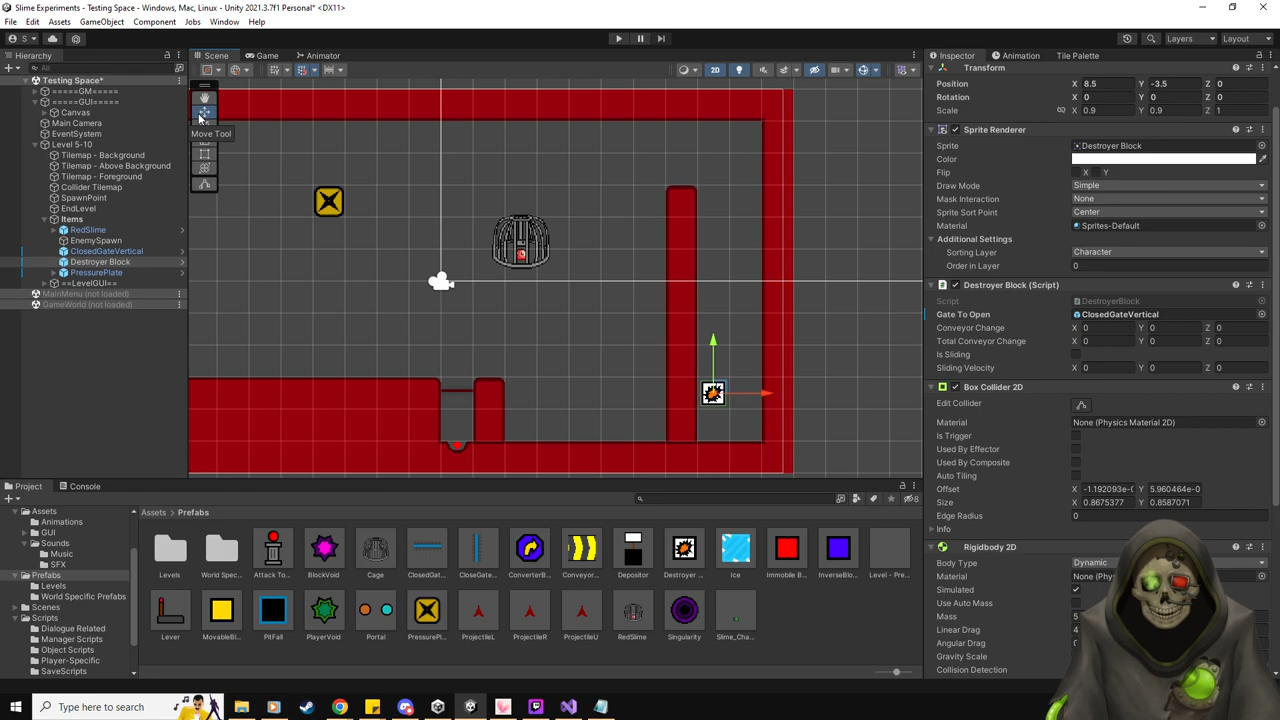 Slime Experiments - Testing Space - Windows, Mac, Linux - Unity 2021.3.7f1 Personal* <DX11>
File Edit Assets GameObject Component Jobs Window Help
S Layers Layout
Hierarchy
All
Testing Space*
=====GM=====
=====GUI=====
Canvas
Main Camera
EventSystem
Level 5-10
Tilemap - Background
Tilemap - Above Background
Tilemap - Foreground
Collider Tilemap
SpawnPoint
EndLevel
Items
RedSlime
EnemySpawn
ClosedGateVertical
Destroyer Block
PressurePlate
==LevelGUI==
MainMenu (not loaded)
GameWorld (not loaded)
Scene Game Animator
2D
Move Tool
Inspector Animation Tile Palette
Transform
Position X 8.5 Y -3.5 Z 0
Rotation X 0 Y 0 Z 0
Scale X 0.9 Y 0.9 Z 1
Sprite Renderer
Sprite Destroyer Block
Color
Flip X Y
Draw Mode Simple
Mask Interaction None
Sprite Sort Point Center
Material Sprites-Default
Additional Settings
Sorting Layer Character
Order in Layer 0
Destroyer Block (Script)
Script DestroyerBlock
Gate To Open ClosedGateVertical
Conveyor Change X 0 Y 0 Z 0
Total Conveyor Change X 0 Y 0 Z 0
Is Sliding
Sliding Velocity X 0 Y 0 Z 0
Box Collider 2D
Edit Collider
Material None (Physics Material 2D)
Is Trigger
Used By Effector
Used By Composite
Auto Tiling
Offset X -1.192093e-0 Y 5.960464e-0
Size X 0.8675377 Y 0.8587071
Edge Radius 0
Info
Rigidbody 2D
Body Type Dynamic
Material None (Phy
Simulated
Use Auto Mass
Mass 5
Linear Drag 4
Angular Drag 0
Gravity Scale
Collision Detection
Project Console
8
Assets
Animations
GUI
Sounds
Music
SFX
Prefabs
Levels
World Specific Prefabs
Scenes
Scripts
Dialogue Related
Manager Scripts
Object Scripts
Player-Specific
SaveScripts
Assets > Prefabs
Levels World Spec... Attack To... BlockVoid Cage ClosedGat... CloseGate... ConverterB... Conveyor... Depositor Destroyer ... Ice Immobile B... InverseBlo... Level - Pre...
Lever MovableBl... PitFall PlayerVoid Portal PressurePl... ProjectileL ProjectileR ProjectileU RedSlime Singularity Slime_Cha...
Type here to search